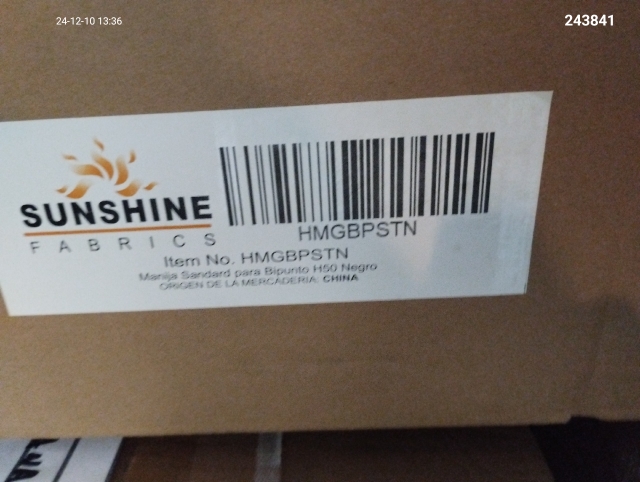 24-12-10 13:36
243841
SUNSHINE
FABRICS
HMGBPSTN
Item No. HMGBPSTN
Manija Sandard para Bipunto H50 Negro
ORIGEN DE LA MERCADERIA: CHINA